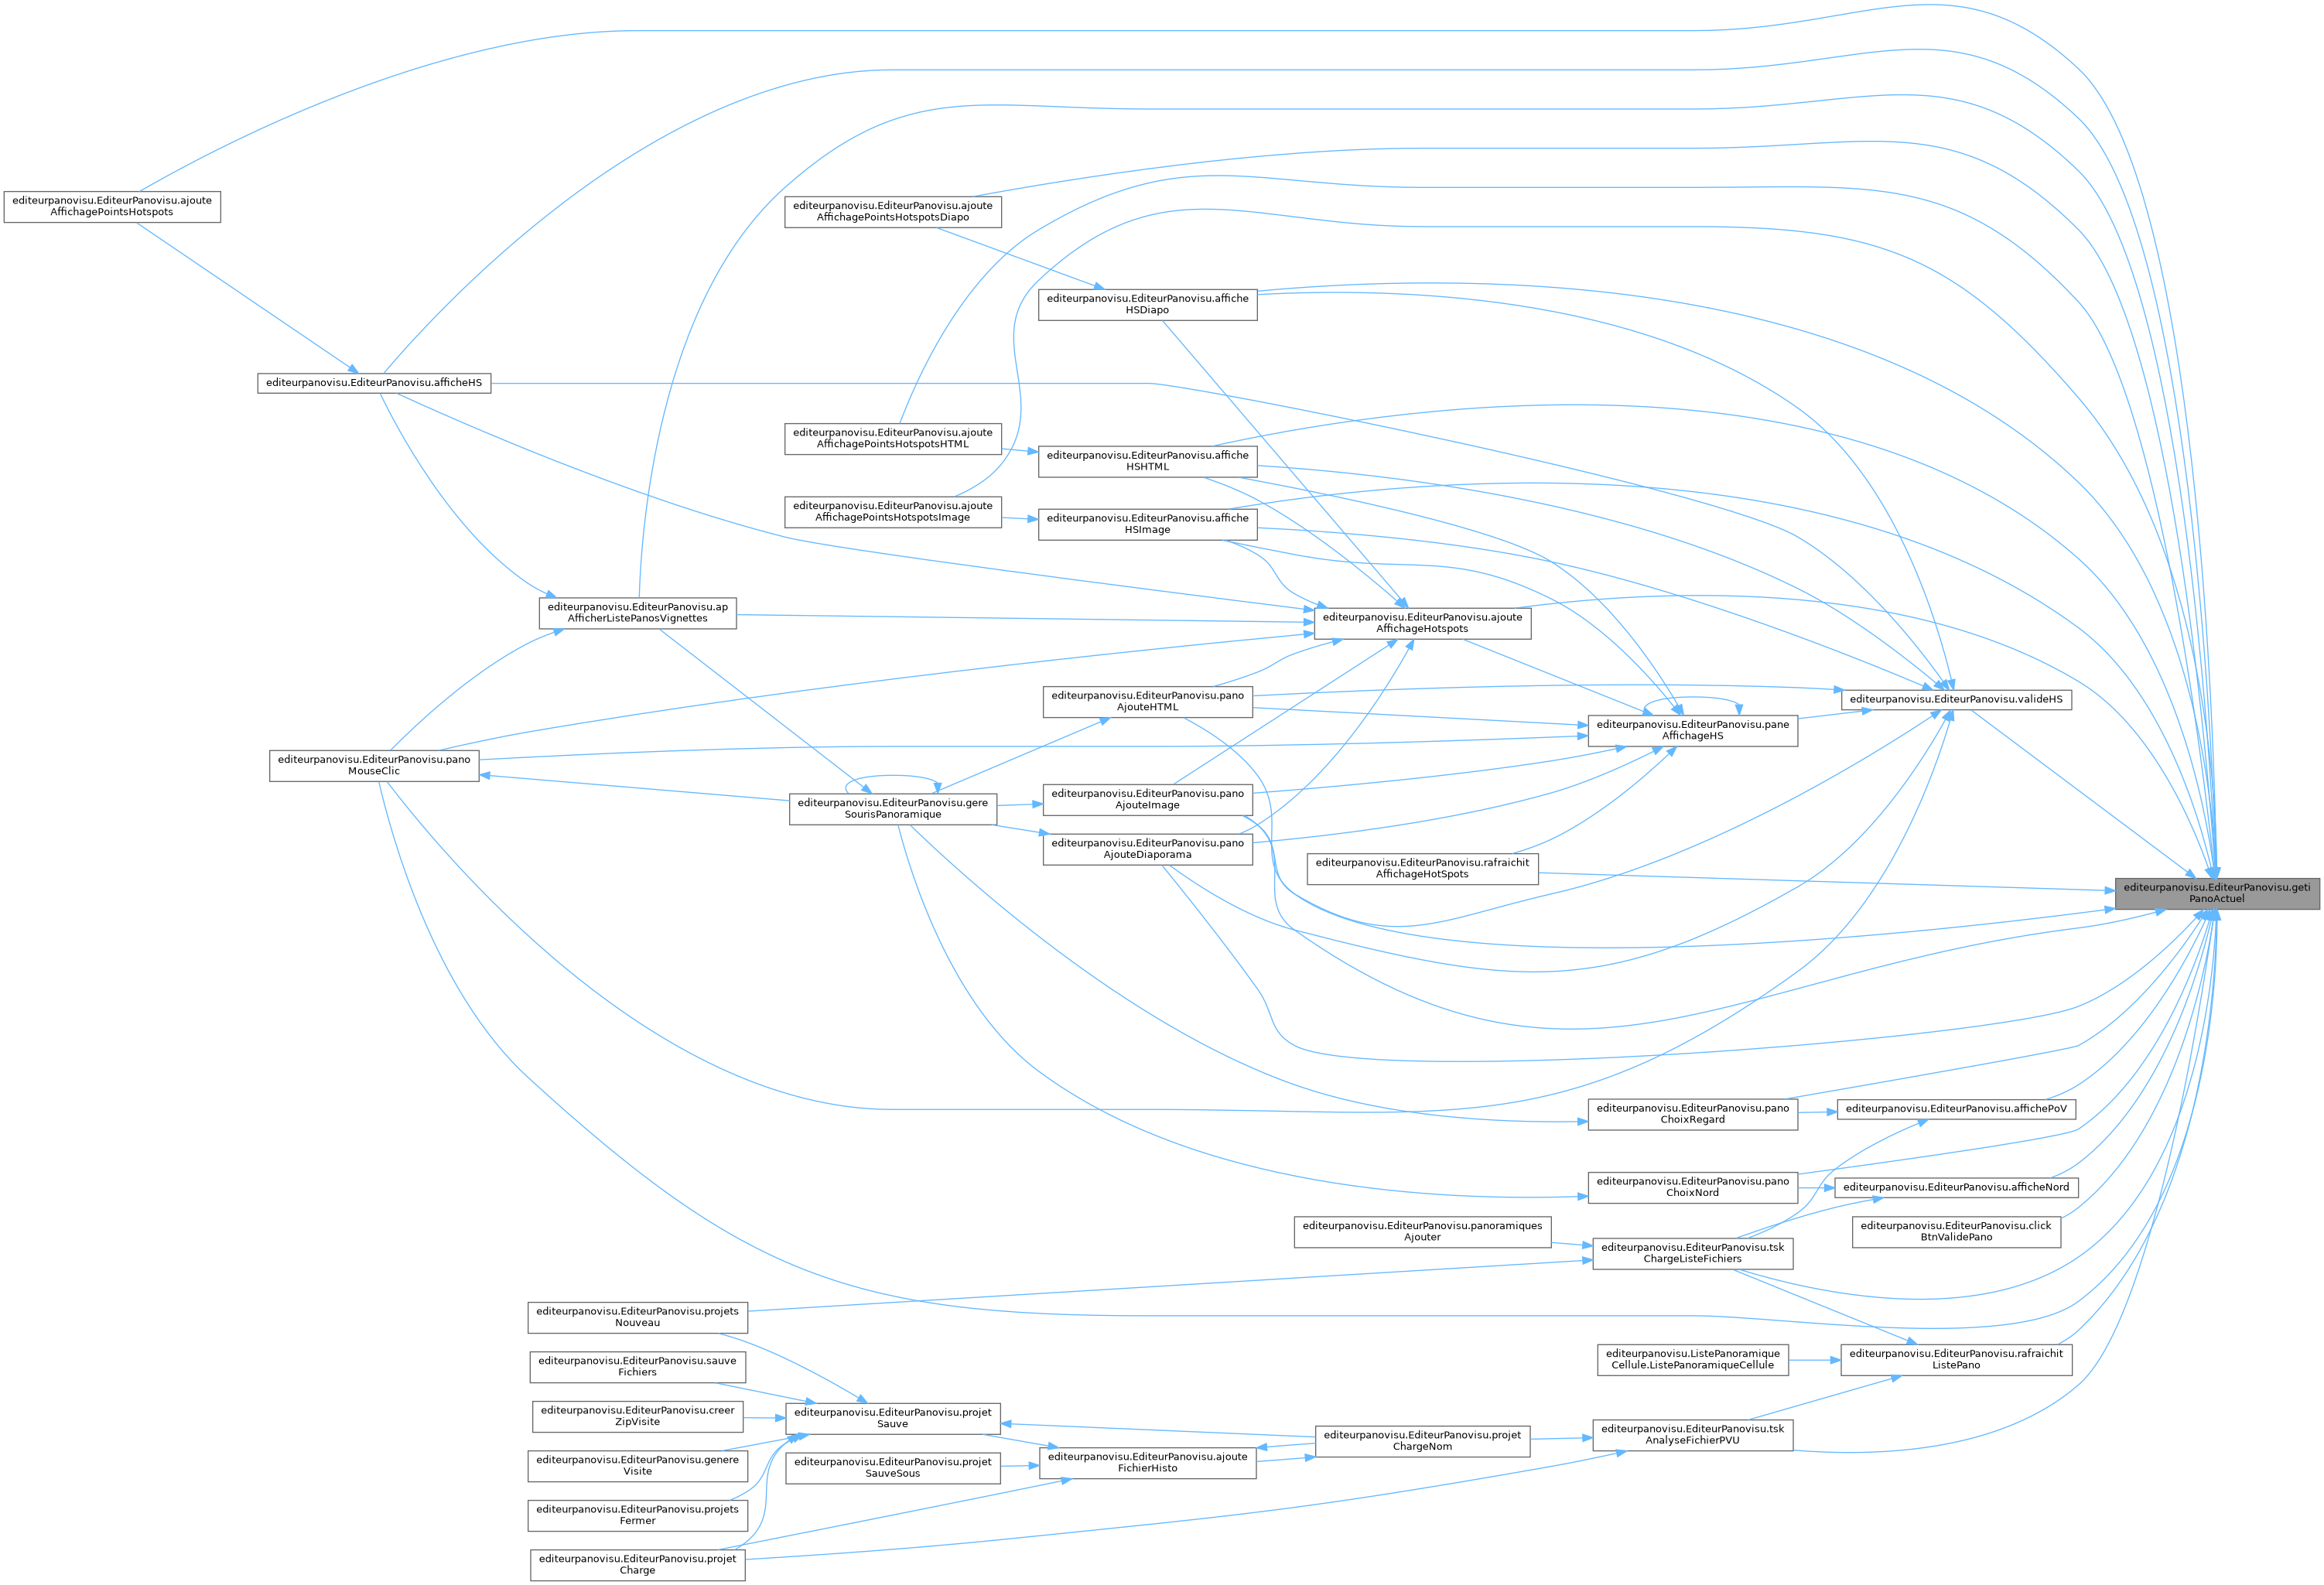 editeurpanovisu.EditeurPanovisu.ajoute
AffichagePointsHotspots
editeurpanovisu.EditeurPanovisu.ajoute
AffichagePointsHotspotsDiapo
editeurpanovisu.EditeurPanovisu.affiche
HSDiapo
editeurpanovisu.EditeurPanovisu.afficheHS
editeurpanovisu.EditeurPanovisu.ajoute
AffichagePointsHotspotsHTML
editeurpanovisu.EditeurPanovisu.affiche
HSHTML
editeurpanovisu.EditeurPanovisu.ajoute
AffichagePointsHotspotsImage
editeurpanovisu.EditeurPanovisu.affiche
HSImage
editeurpanovisu.EditeurPanovisu.ap
AfficherListePanosVignettes
editeurpanovisu.EditeurPanovisu.ajoute
AffichageHotspots
editeurpanovisu.EditeurPanovisu.pano
AjouteHTML
editeurpanovisu.EditeurPanovisu.valideHS
editeurpanovisu.EditeurPanovisu.pane
AffichageHS
editeurpanovisu.EditeurPanovisu.pano
MouseClic
editeurpanovisu.EditeurPanovisu.gere
SourisPanoramique
editeurpanovisu.EditeurPanovisu.pano
AjouteImage
editeurpanovisu.EditeurPanovisu.pano
AjouteDiaporama
editeurpanovisu.EditeurPanovisu.rafraichit
AffichageHotSpots
editeurpanovisu.EditeurPanovisu.geti
PanoActuel
editeurpanovisu.EditeurPanovisu.pano
ChoixRegard
editeurpanovisu.EditeurPanovisu.affichePoV
editeurpanovisu.EditeurPanovisu.pano
ChoixNord
editeurpanovisu.EditeurPanovisu.afficheNord
editeurpanovisu.EditeurPanovisu.panoramiques
Ajouter
editeurpanovisu.EditeurPanovisu.tsk
ChargeListeFichiers
editeurpanovisu.EditeurPanovisu.click
BtnValidePano
editeurpanovisu.EditeurPanovisu.projets
Nouveau
editeurpanovisu.ListePanoramique
Cellule.ListePanoramiqueCellule
editeurpanovisu.EditeurPanovisu.rafraichit
ListePano
editeurpanovisu.EditeurPanovisu.sauve
Fichiers
editeurpanovisu.EditeurPanovisu.creer
ZipVisite
editeurpanovisu.EditeurPanovisu.projet
Sauve
editeurpanovisu.EditeurPanovisu.projet
ChargeNom
editeurpanovisu.EditeurPanovisu.tsk
AnalyseFichierPVU
editeurpanovisu.EditeurPanovisu.genere
Visite
editeurpanovisu.EditeurPanovisu.projet
SauveSous
editeurpanovisu.EditeurPanovisu.ajoute
FichierHisto
editeurpanovisu.EditeurPanovisu.projets
Fermer
editeurpanovisu.EditeurPanovisu.projet
Charge